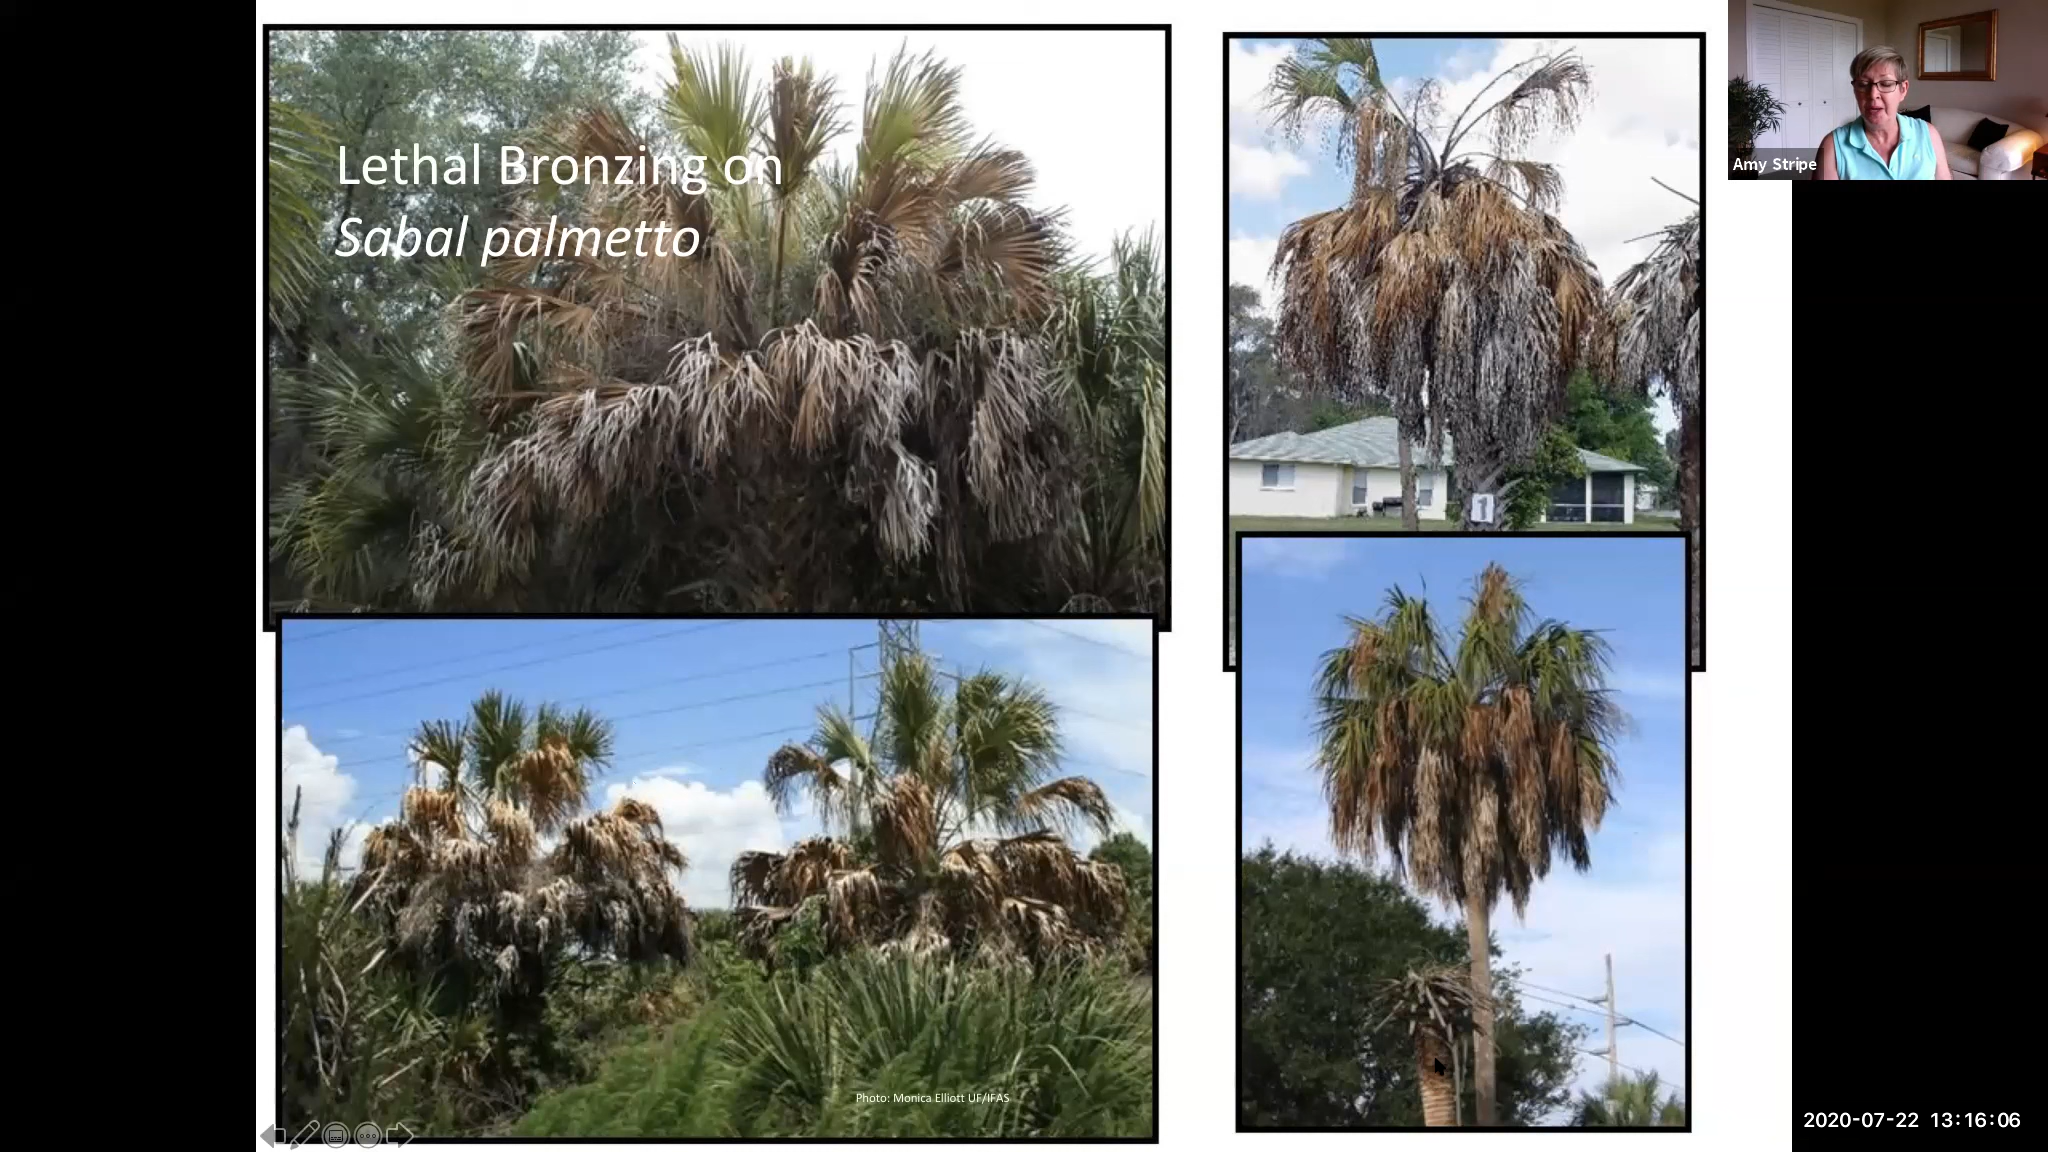 Lethal Bronzing on
Sabal palmetto
1
Photo: Monica Elliott UF/IFAS
Amy Stripe
2020-07-22 13:16:06